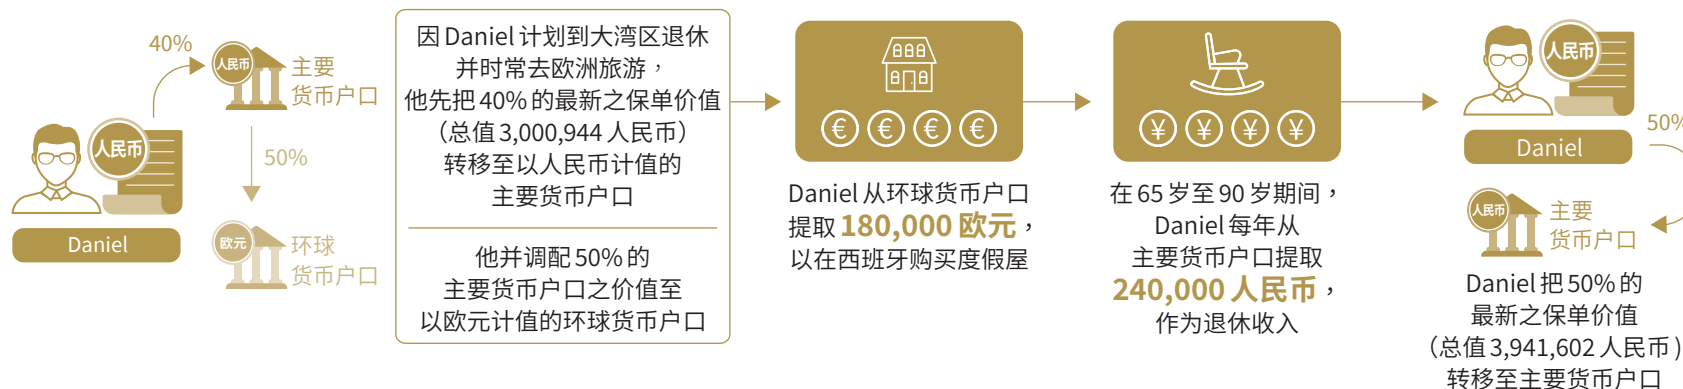 40%
人民币
主要
货币户口
人民币
50%
Daniel
欧元
环球
货币户口
因 Daniel 计划到大湾区退休
并时常去欧洲旅游，
他先把 40% 的最新之保单价值
（总值 3,000,944 人民币）
转移至以人民币计值的
主要货币户口
他并调配 50% 的
主要货币户口之价值至
以欧元计值的环球货币户口
€ € € €
Daniel 从环球货币户口
提取 180,000 欧元，
以在西班牙购买度假屋
¥ ¥ ¥ ¥
在 65 岁至 90 岁期间，
Daniel 每年从
主要货币户口提取
240,000 人民币，
作为退休收入
人民币
50%
Daniel
人民币
主要
货币户口
Daniel 把 50% 的
最新之保单价值
（总值 3,941,602 人民币）
转移至主要货币户口